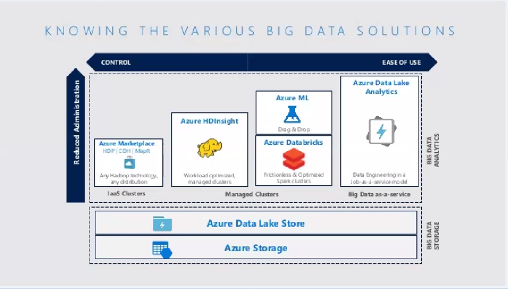 KNOWING THE VARIOUS BIG DATA SOLUTIONS
CONTROL
EASE OF USE
Reduced Administration
Azure Marketplace
HDP | CDH | MapR
Any Hadoop technology,
any distribution
IaaS Clusters
Azure HDInsight
Workload optimized,
managed clusters
Azure ML
Drag & Drop
Azure Databricks
Frictionless & Optimized
Spark clusters
Managed Clusters
Azure Data Lake
Analytics
Data Engineering in a
Job-as-a-service model
Big Data as-a-service
BIG DATA
ANALYTICS
Azure Data Lake Store
Azure Storage
BIG DATA
STORAGE